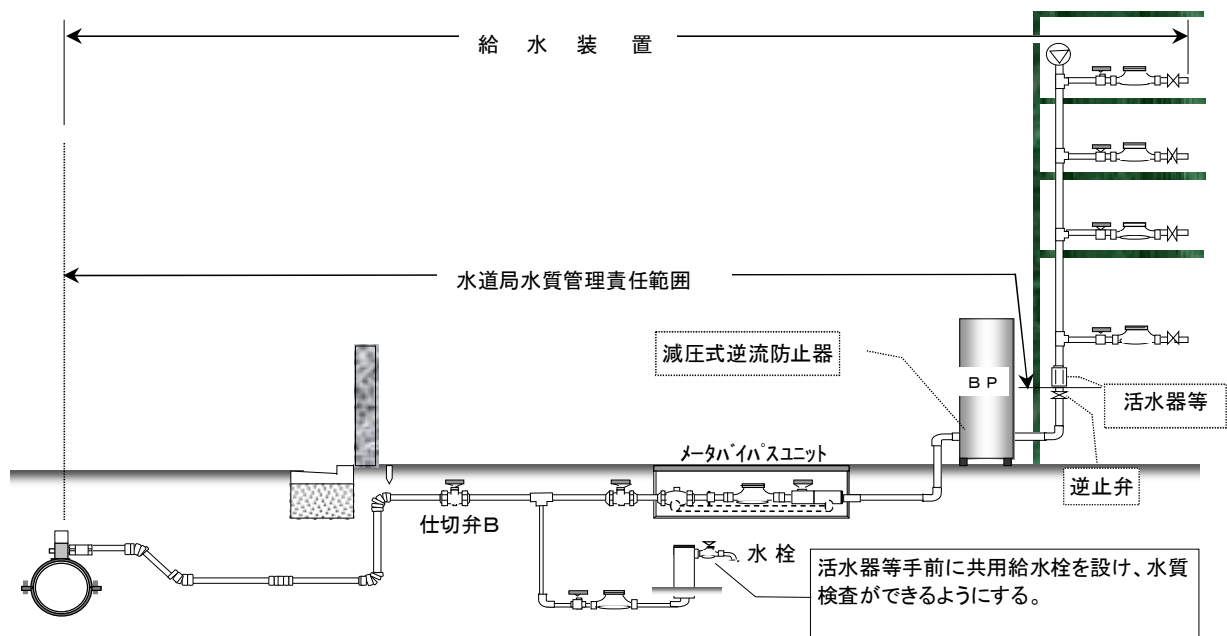 給 水 装 置
水道局水質管理責任範囲
減圧式逆流防止器
ＢＰ
活水器等
メータバイパスユニット
逆止弁
仕切弁Ｂ
水栓
活水器等手前に共用給水栓を設け、水質
検査ができるようにする。